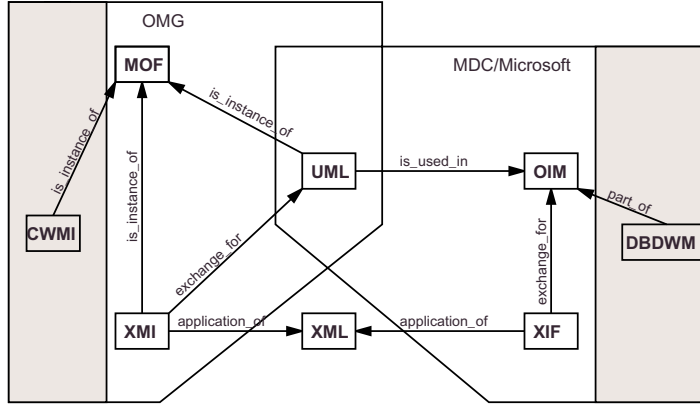 OMG
MDC/Microsoft
MOF
is_instance_of
is_instance_of
is_instance_of
UML
is_used_in
OIM
part_of
CWMI
DBDWM
exchange_for
exchange_for
XMI
application_of
XML
application_of
XIF